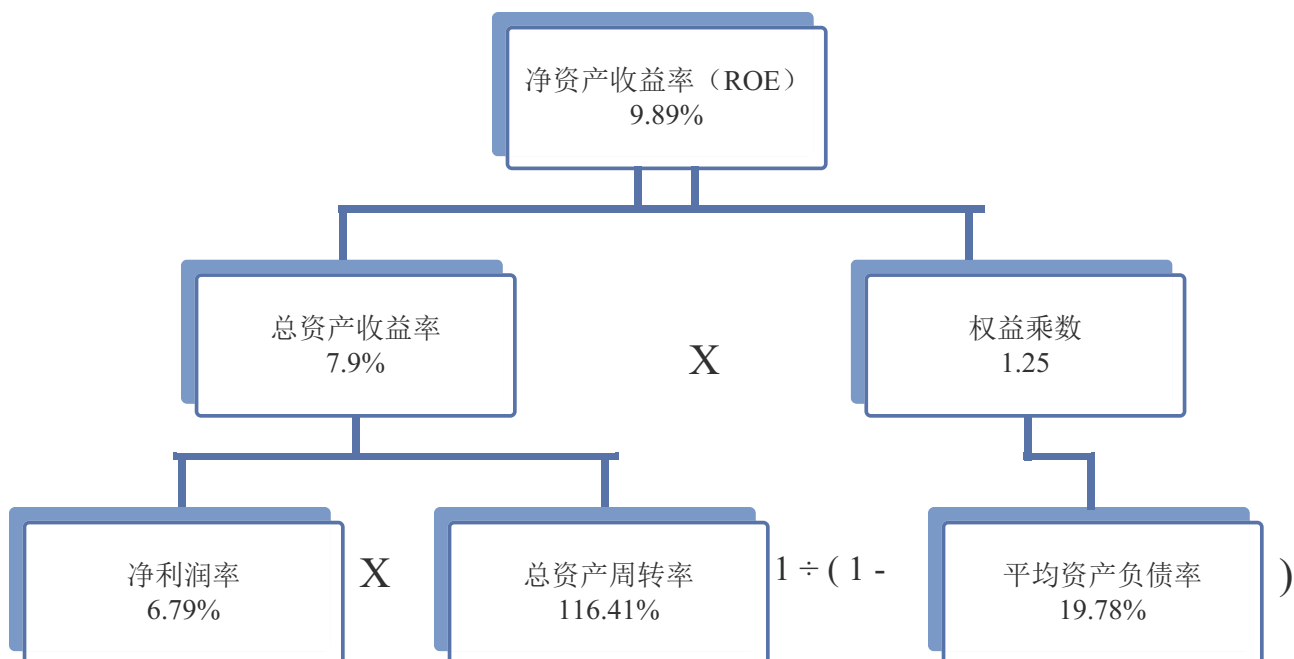 净资产收益率（ROE）
9.89%
总资产收益率
7.9%
X
权益乘数
1.25
净利润率
6.79%
X
总资产周转率
116.41%
1 ÷ ( 1 -
平均资产负债率
19.78%
)